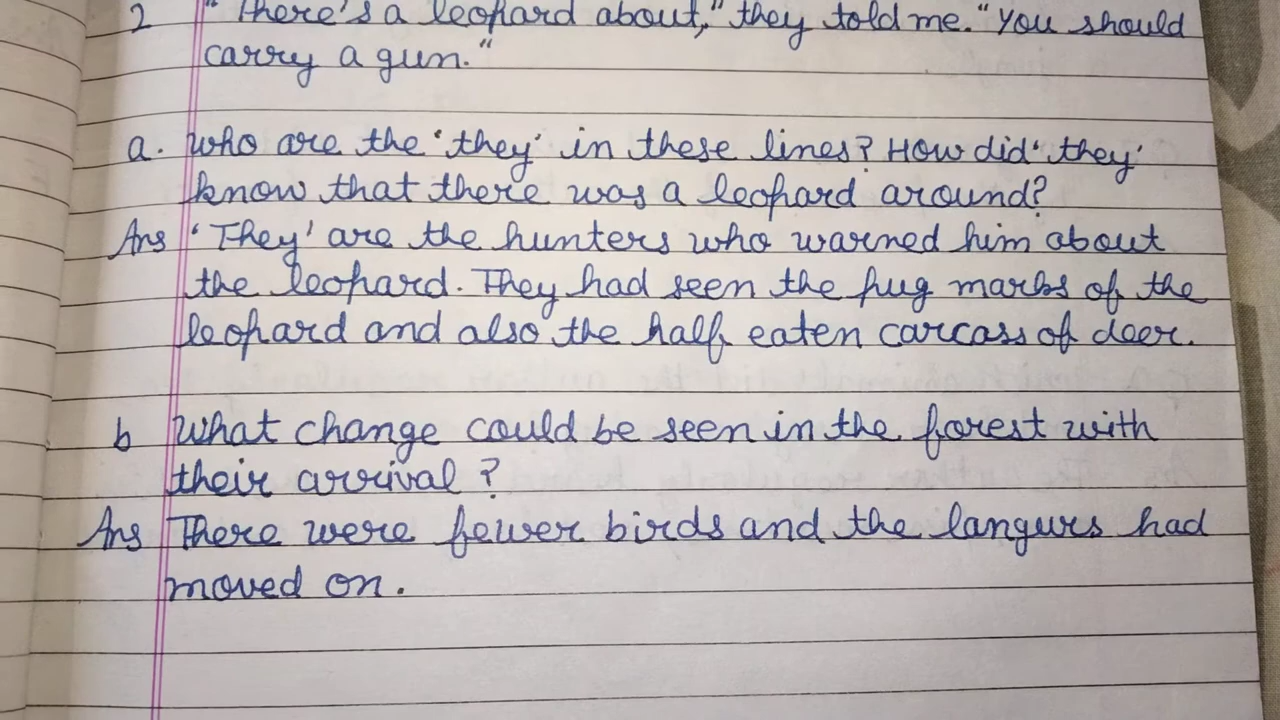 2 "There's a leopard about," they told me. "You should
carry a gun."
a. Who are the 'they' in these lines? How did 'they'
know that there was a leopard around?
Ans 'They' are the hunters who warned him about
the leopard. They had seen the pug marks of the
leopard and also the half eaten carcass of deer.
b What change could be seen in the forest with
their arrival?
Ans There were fewer birds and the langurs had
moved on.